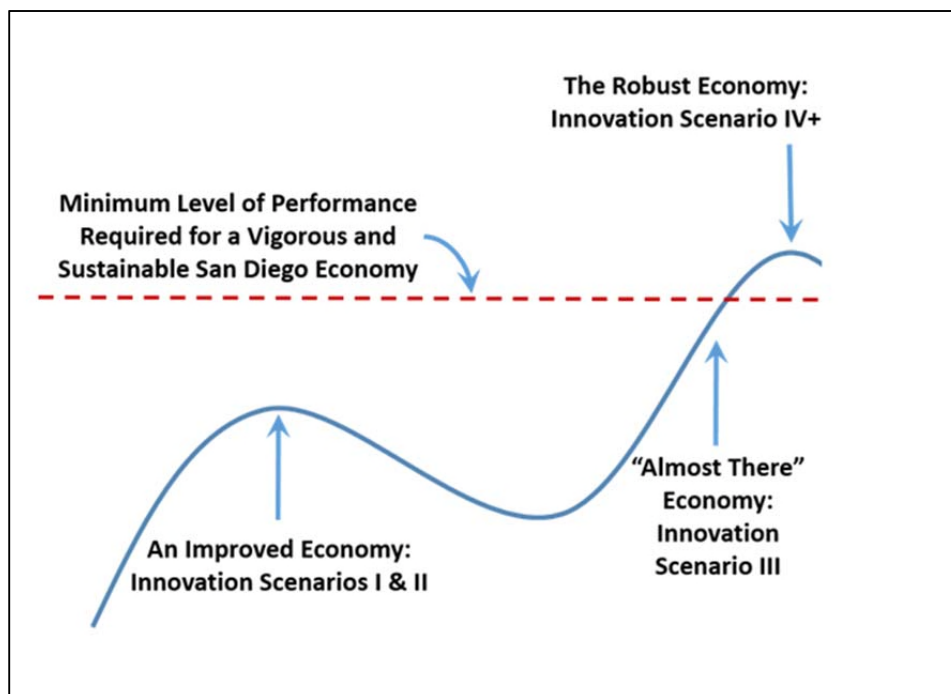 The Robust Economy:
Innovation Scenario IV+
Minimum Level of Performance
Required for a Vigorous and
Sustainable San Diego Economy
“Almost There”
Economy:
Innovation
Scenario III
An Improved Economy:
Innovation Scenarios I & II